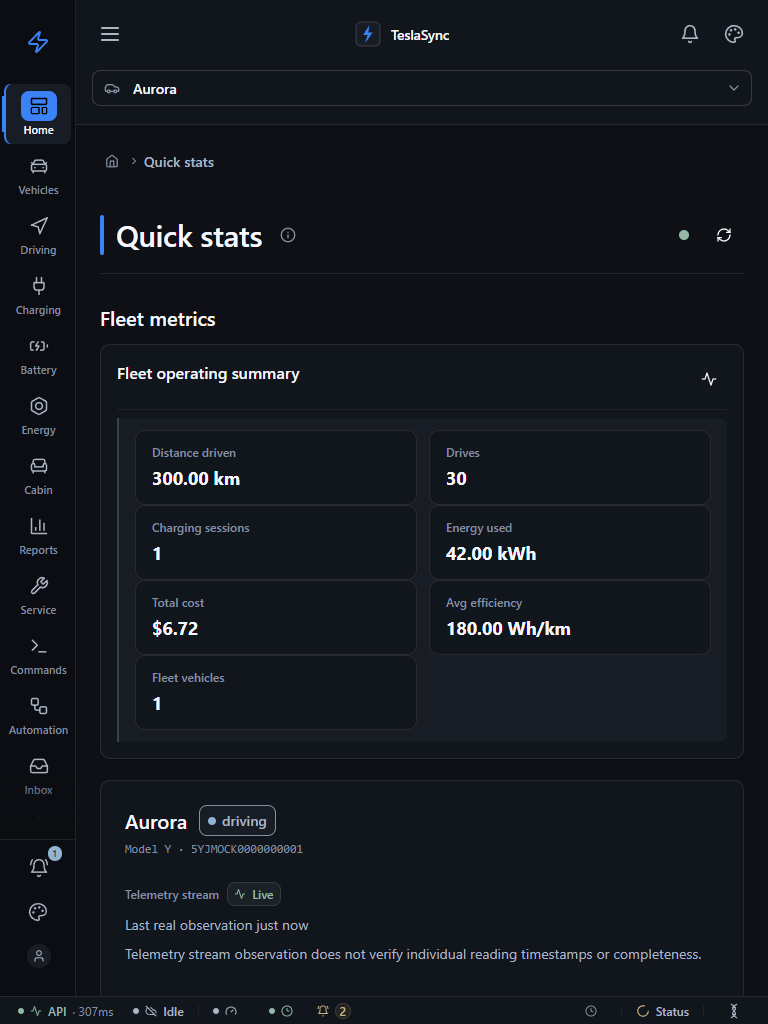 TeslaSync
Aurora
Home
Vehicles
Driving
Charging
Battery
Energy
Cabin
Reports
Service
Commands
Automation
Inbox
1
Quick stats
Quick stats
Fleet metrics
Fleet operating summary
Distance driven
300.00 km
Drives
30
Charging sessions
1
Energy used
42.00 kWh
Total cost
$6.72
Avg efficiency
180.00 Wh/km
Fleet vehicles
1
Aurora
driving
Model Y · 5YJMOCK0000000001
Telemetry stream
Live
Last real observation just now
Telemetry stream observation does not verify individual reading timestamps or completeness.
API · 307ms
Idle
2
Status